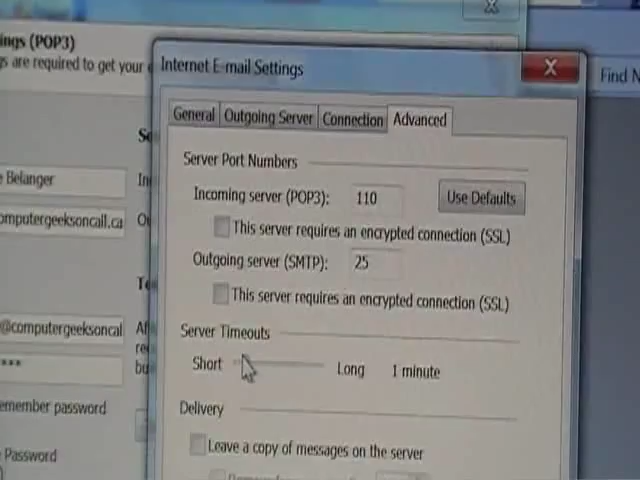 ings (POP3)
gs are required to get your e
Internet E-mail Settings
X
Find N
General
Outgoing Server
Connection
Advanced
Se
Server Port Numbers
e Belanger
Incoming server (POP3):
110
Use Defaults
This server requires an encrypted connection (SSL)
omputergeeksoncall.ca
Outgoing server (SMTP):
25
This server requires an encrypted connection (SSL)
Te
@computergeeksoncal
Server Timeouts
Short
Long
1 minute
***
emember password
Delivery
Leave a copy of messages on the server
Password